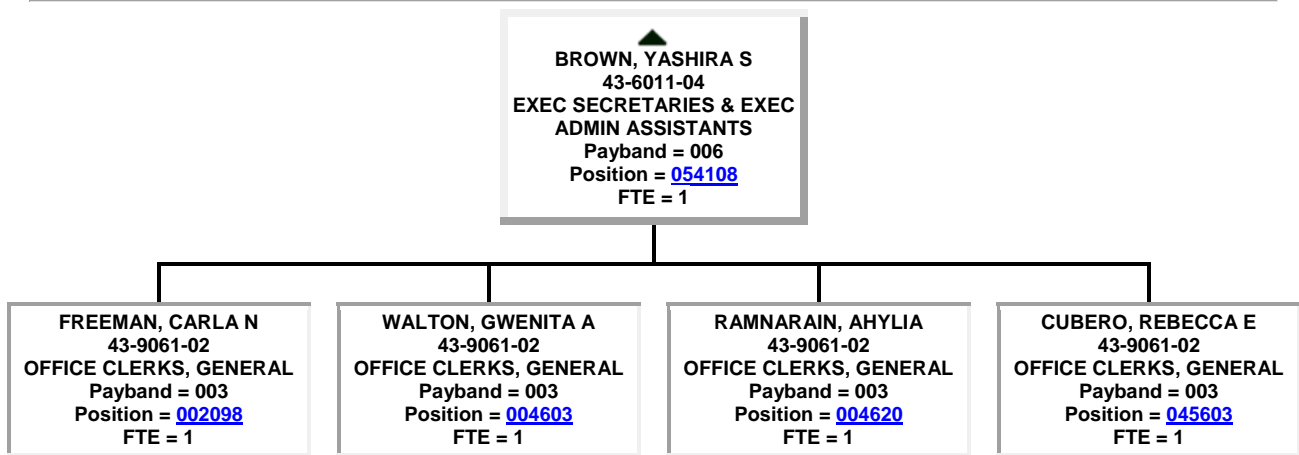 BROWN, YASHIRA S
43-6011-04
EXEC SECRETARIES & EXEC
ADMIN ASSISTANTS
Payband = 006
Position = 054108
FTE = 1
FREEMAN, CARLA N
43-9061-02
OFFICE CLERKS, GENERAL
Payband = 003
Position = 002098
FTE = 1
WALTON, GWENITA A
43-9061-02
OFFICE CLERKS, GENERAL
Payband = 003
Position = 004603
FTE = 1
RAMNARAIN, AHYLIA
43-9061-02
OFFICE CLERKS, GENERAL
Payband = 003
Position = 004620
FTE = 1
CUBERO, REBECCA E
43-9061-02
OFFICE CLERKS, GENERAL
Payband = 003
Position = 045603
FTE = 1